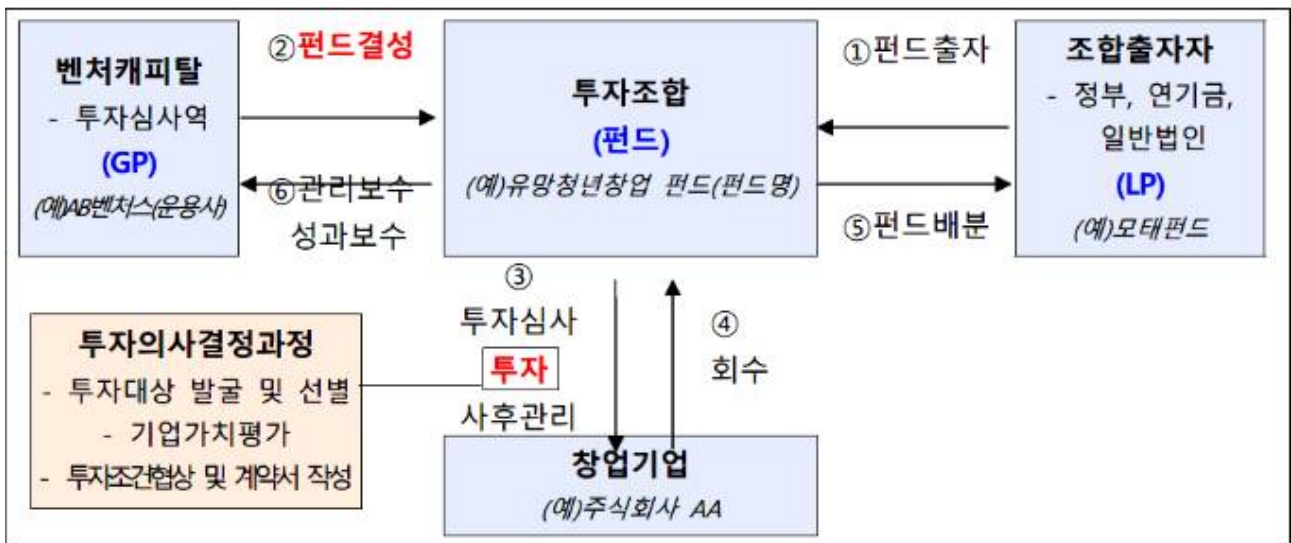 벤처캐피탈
- 투자심사역
(GP)
(예)AB벤처스(운용사)
②펀드결성
⑥관리보수
성과보수
투자조합
(펀드)
(예)유망청년창업 펀드(펀드명)
①펀드출자
⑤펀드배분
조합출자자
- 정부, 연기금,
일반법인
(LP)
(예)모태펀드
③
투자심사
투자
사후관리
④
회수
투자의사결정과정
- 투자대상 발굴 및 선별
- 기업가치평가
- 투자조건협상 및 계약서 작성
창업기업
(예)주식회사 AA